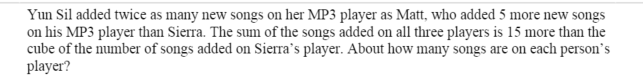 Yun Sil added twice as many new songs on her MP3 player as Matt, who added 5 more new songs
on his MP3 player than Sierra. The sum of the songs added on all three players is 15 more than the
cube of the number of songs added on Sierra's player. About how many songs are on each person's
player?